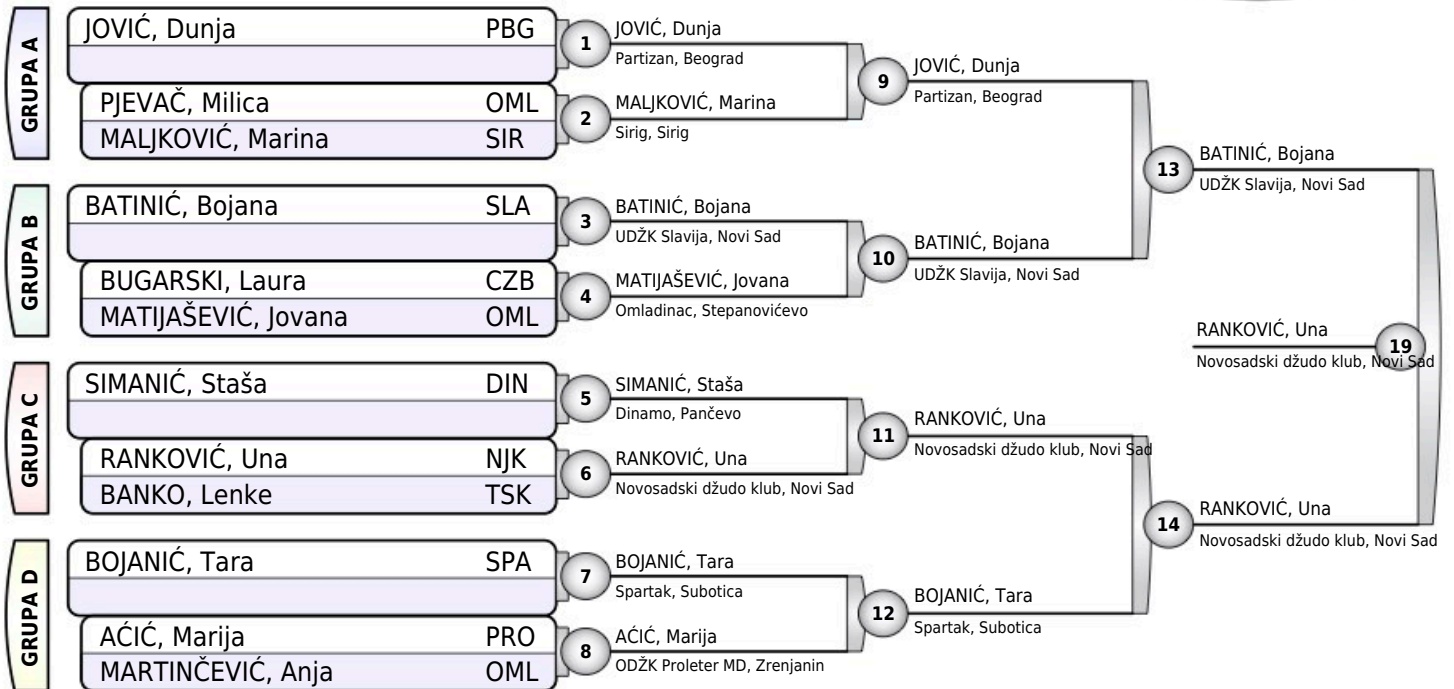 GRUPA A
JOVIĆ, Dunja PBG
PJEVAČ, Milica OML
MALJKOVIĆ, Marina SIR
GRUPA B
BATINIĆ, Bojana SLA
BUGARSKI, Laura CZB
MATIJAŠEVIĆ, Jovana OML
GRUPA C
SIMANIĆ, Staša DIN
RANKOVIĆ, Una NJK
BANKO, Lenke TSK
GRUPA D
BOJANIĆ, Tara SPA
AĆIĆ, Marija PRO
MARTINČEVIĆ, Anja OML
1
JOVIĆ, Dunja
Partizan, Beograd
2
MALJKOVIĆ, Marina
Sirig, Sirig
3
BATINIĆ, Bojana
UDŽK Slavija, Novi Sad
4
MATIJAŠEVIĆ, Jovana
Omladinac, Stepanovićevo
5
SIMANIĆ, Staša
Dinamo, Pančevo
6
RANKOVIĆ, Una
Novosadski džudo klub, Novi Sad
7
BOJANIĆ, Tara
Spartak, Subotica
8
AĆIĆ, Marija
ODŽK Proleter MD, Zrenjanin
9
JOVIĆ, Dunja
Partizan, Beograd
10
BATINIĆ, Bojana
UDŽK Slavija, Novi Sad
11
RANKOVIĆ, Una
Novosadski džudo klub, Novi Sad
12
BOJANIĆ, Tara
Spartak, Subotica
13
BATINIĆ, Bojana
UDŽK Slavija, Novi Sad
14
RANKOVIĆ, Una
Novosadski džudo klub, Novi Sad
19
RANKOVIĆ, Una
Novosadski džudo klub, Novi Sad